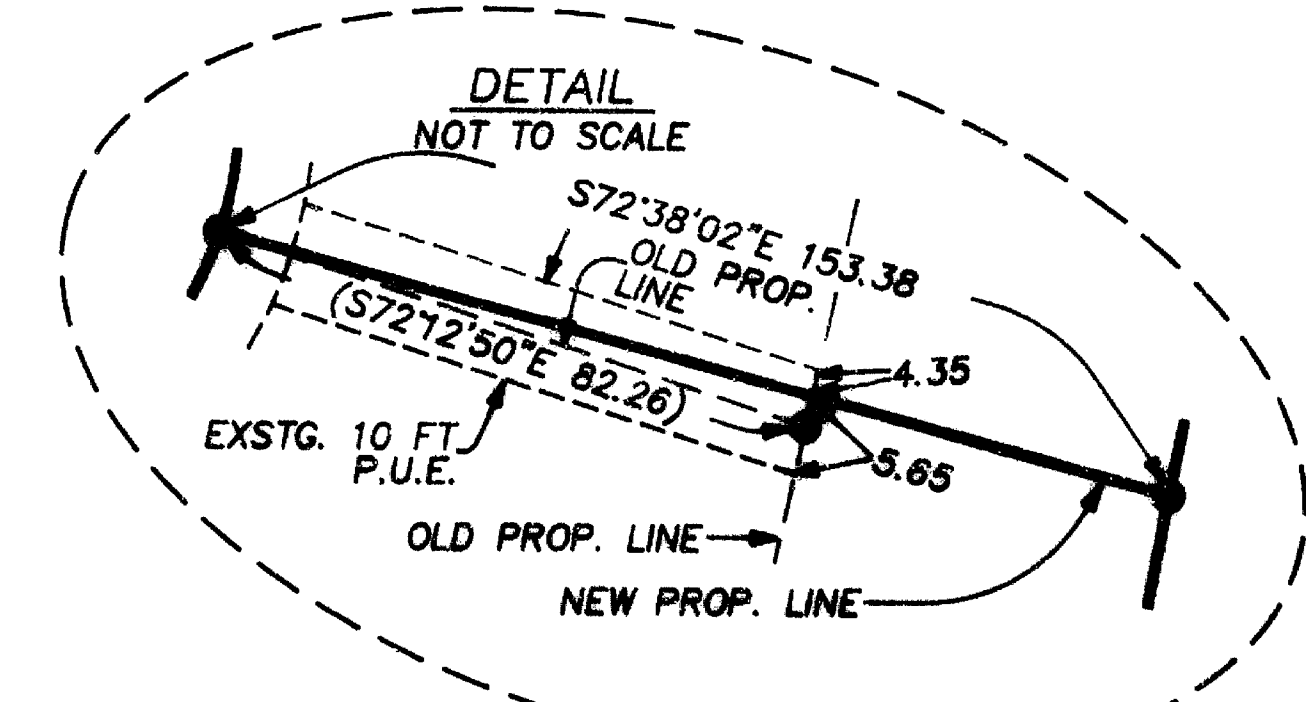 DETAIL
NOT TO SCALE
S72°38'02"E 153.38
OLD PROP.
LINE
(S72°12'50"E 82.26)
4.35
EXSTG. 10 FT
P.U.E.
5.65
OLD PROP. LINE
NEW PROP. LINE